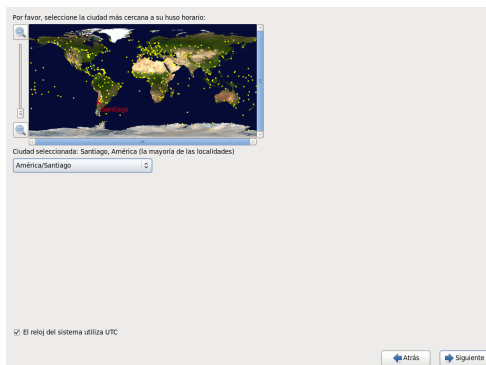 Por favor, seleccione la ciudad más cercana a su huso horario:
Santiago
Ciudad seleccionada: Santiago, América (la mayoría de las localidades)
América/Santiago
El reloj del sistema utiliza UTC
Atrás
Siguiente